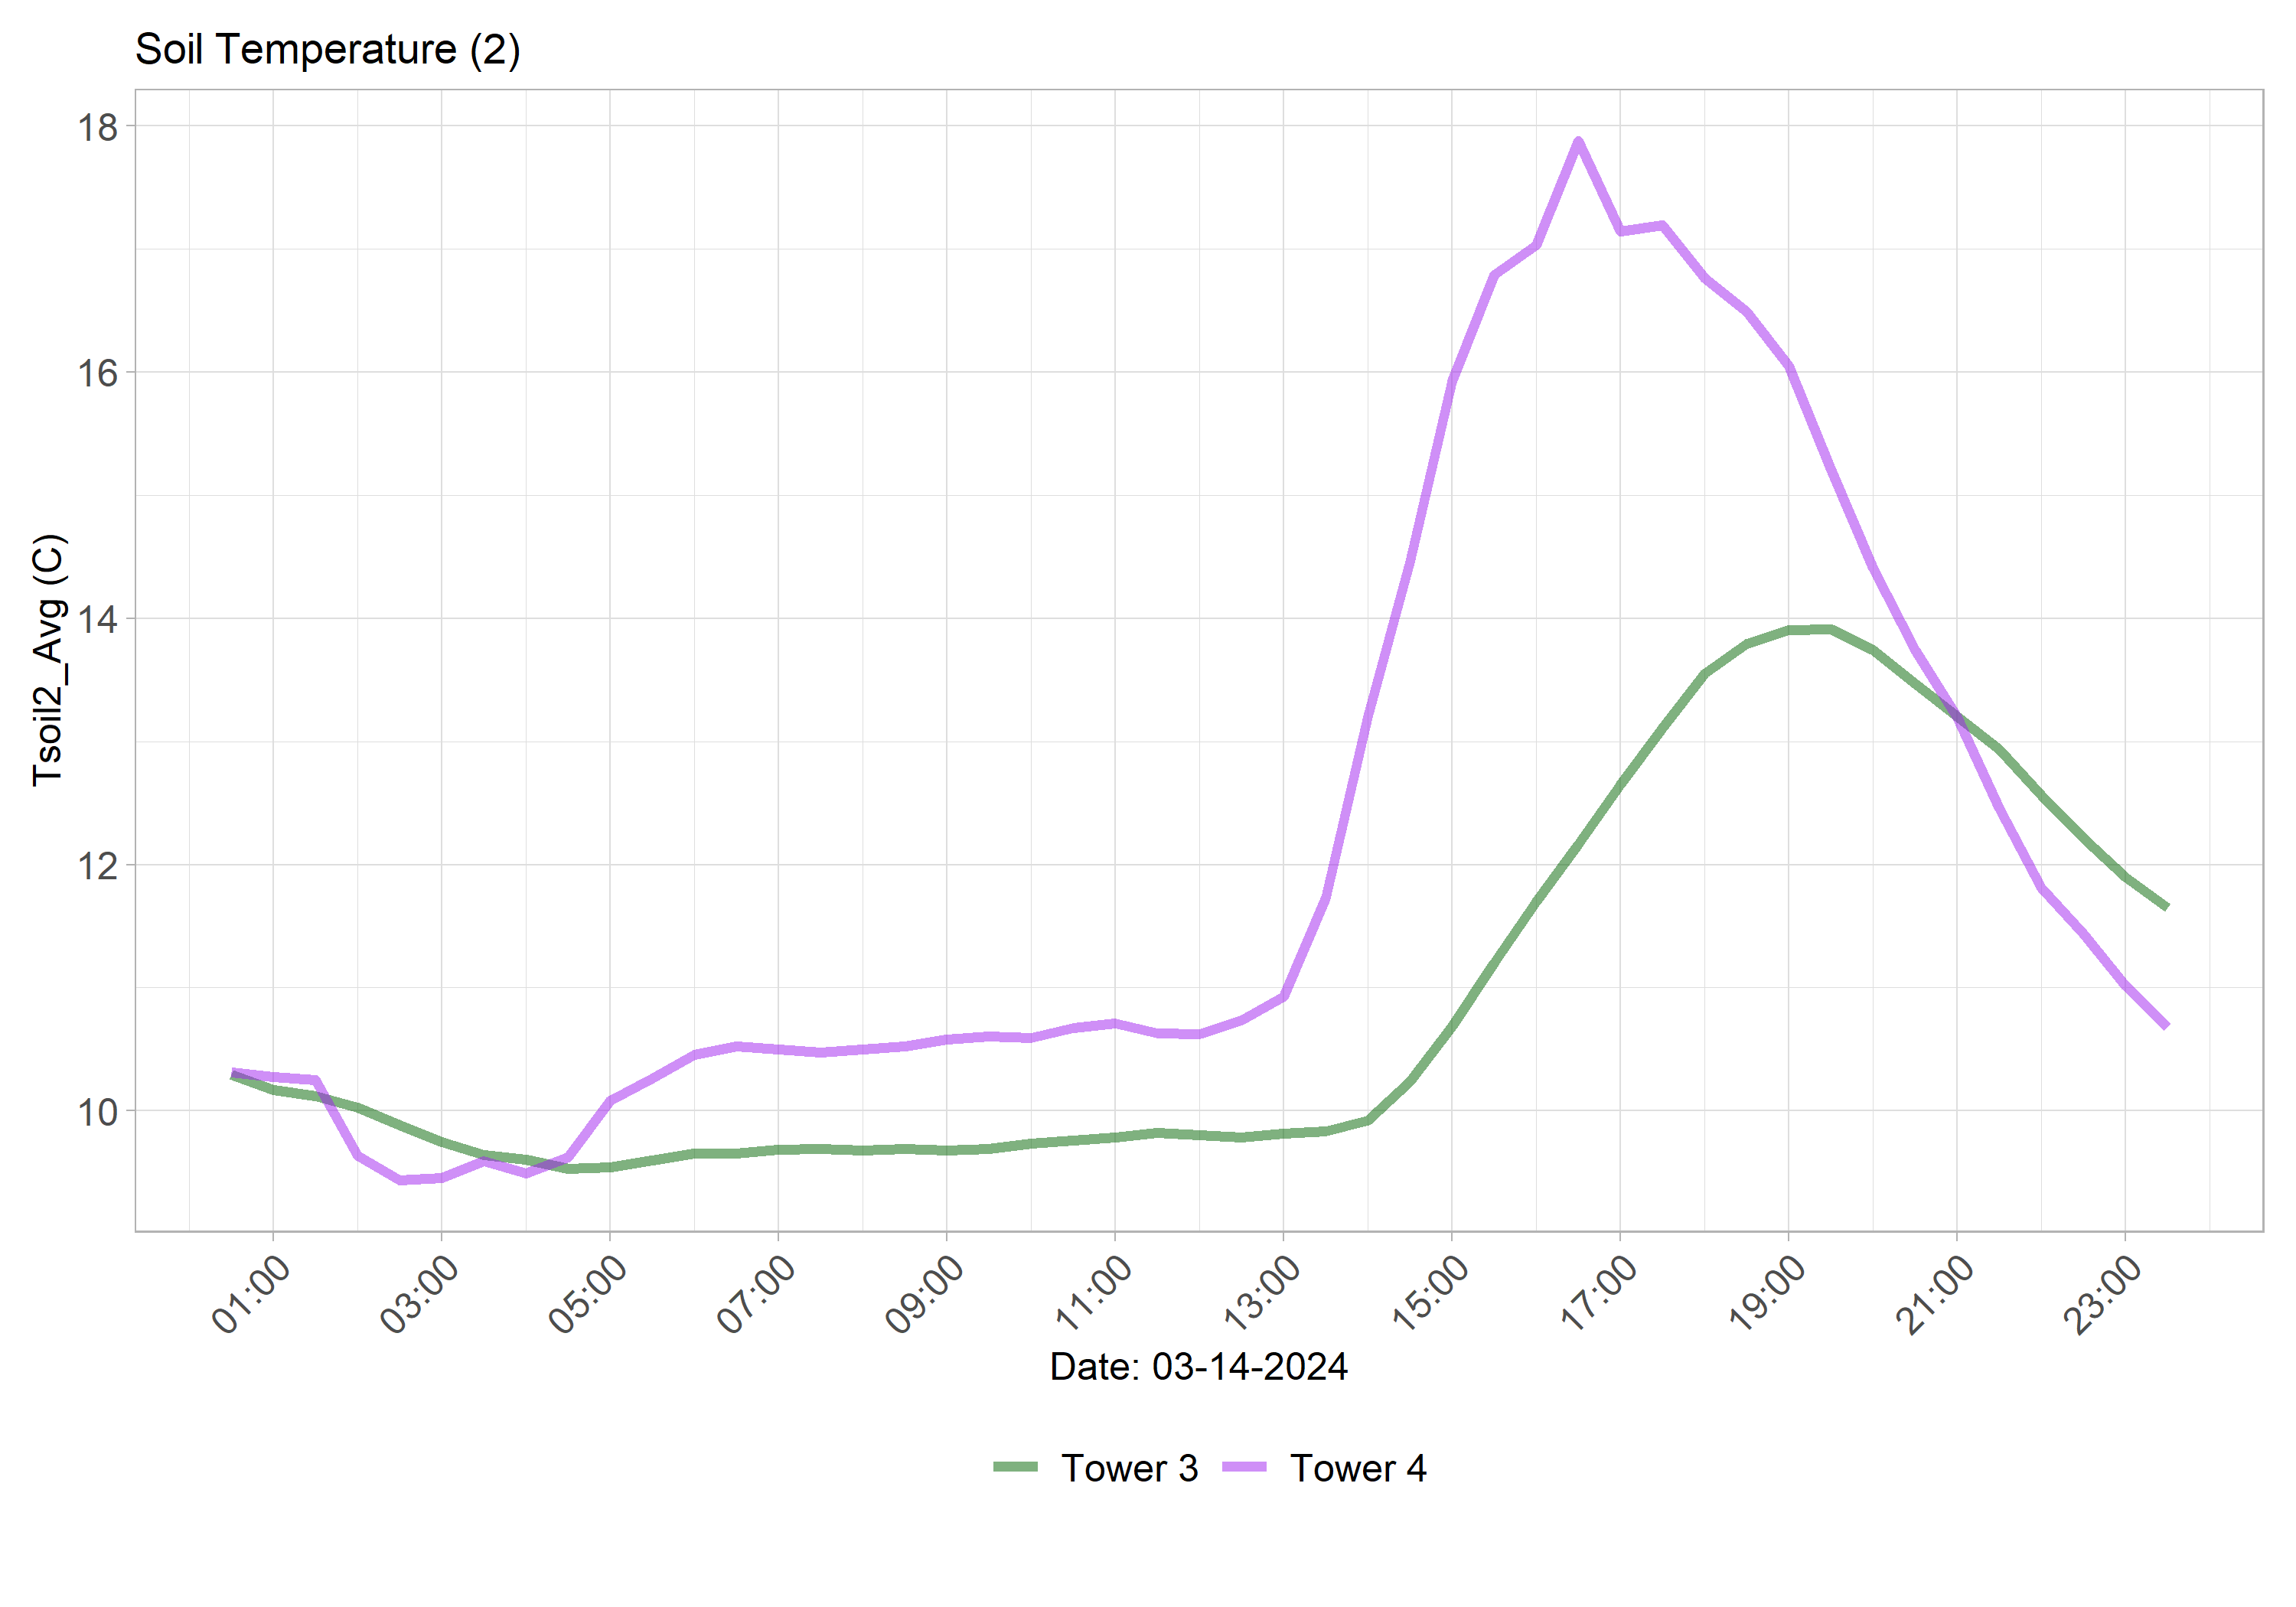 Soil Temperature (2)
Tsoil2_Avg (C)
18
16
14
12
10
01:00 03:00 05:00 07:00 09:00 11:00 13:00 15:00 17:00 19:00 21:00 23:00
Date: 03-14-2024
Tower 3 Tower 4